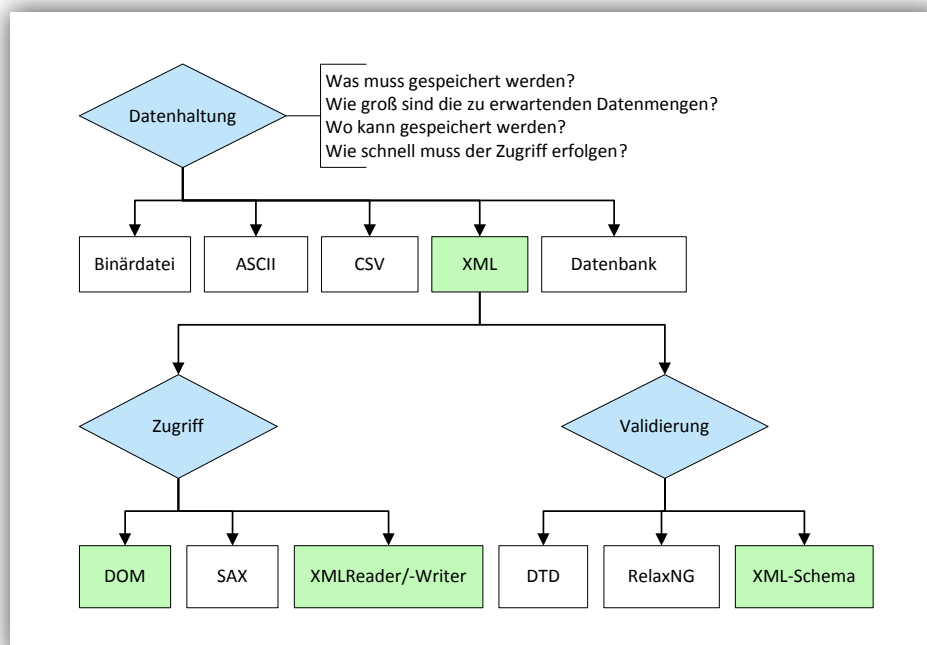 Datenhaltung
Was muss gespeichert werden?
Wie groß sind die zu erwartenden Datenmengen?
Wo kann gespeichert werden?
Wie schnell muss der Zugriff erfolgen?
Binärdatei
ASCII
CSV
XML
Datenbank
Zugriff
Validierung
DOM
SAX
XMLReader/-Writer
DTD
RelaxNG
XML-Schema